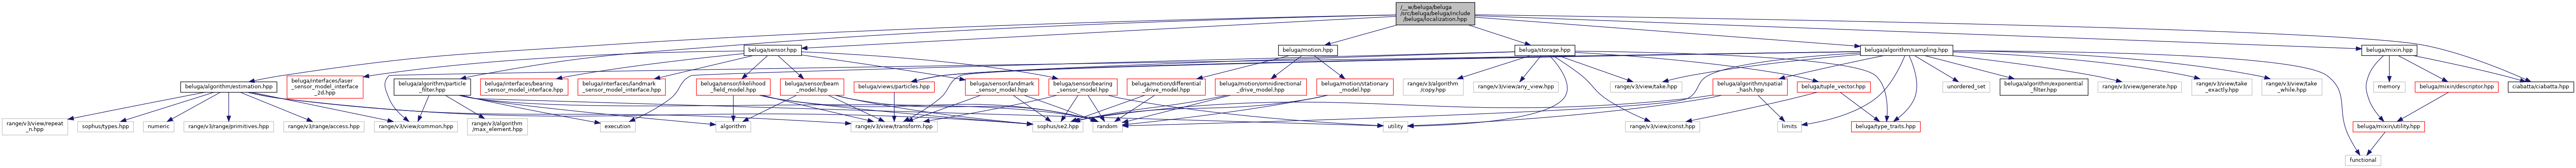 /__w/beluga/beluga
/src/beluga/beluga/include
/beluga/localization.hpp
beluga/sensor.hpp
beluga/motion.hpp
beluga/storage.hpp
beluga/algorithm/sampling.hpp
beluga/mixin.hpp
beluga/algorithm/estimation.hpp
beluga/interfaces/laser
_sensor_model_interface
_2d.hpp
beluga/algorithm/particle
_filter.hpp
beluga/interfaces/bearing
_sensor_model_interface.hpp
beluga/interfaces/landmark
_sensor_model_interface.hpp
beluga/sensor/likelihood
_field_model.hpp
beluga/sensor/beam
_model.hpp
beluga/views/particles.hpp
beluga/sensor/landmark
_sensor_model.hpp
beluga/sensor/bearing
_sensor_model.hpp
beluga/motion/differential
_drive_model.hpp
beluga/motion/omnidirectional
_drive_model.hpp
beluga/motion/stationary
_model.hpp
range/v3/algorithm
/copy.hpp
range/v3/view/any_view.hpp
range/v3/view/take.hpp
beluga/algorithm/spatial
_hash.hpp
beluga/tuple_vector.hpp
unordered_set
beluga/algorithm/exponential
_filter.hpp
range/v3/view/generate.hpp
range/v3/view/take
_exactly.hpp
range/v3/view/take
_while.hpp
memory
beluga/mixin/descriptor.hpp
ciabatta/ciabatta.hpp
range/v3/view/repeat
_n.hpp
sophus/types.hpp
numeric
range/v3/range/primitives.hpp
range/v3/range/access.hpp
range/v3/view/common.hpp
range/v3/algorithm
/max_element.hpp
execution
algorithm
range/v3/view/transform.hpp
sophus/se2.hpp
random
utility
range/v3/view/const.hpp
limits
beluga/type_traits.hpp
beluga/mixin/utility.hpp
functional